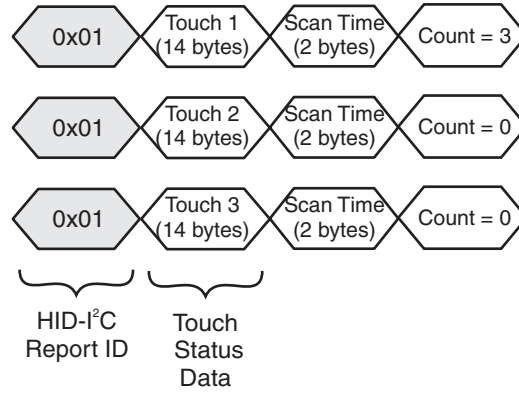 0x01
Touch 1
(14 bytes)
Scan Time
(2 bytes)
Count = 3
0x01
Touch 2
(14 bytes)
Scan Time
(2 bytes)
Count = 0
0x01
Touch 3
(14 bytes)
Scan Time
(2 bytes)
Count = 0
HID-I²C
Report ID
Touch
Status
Data